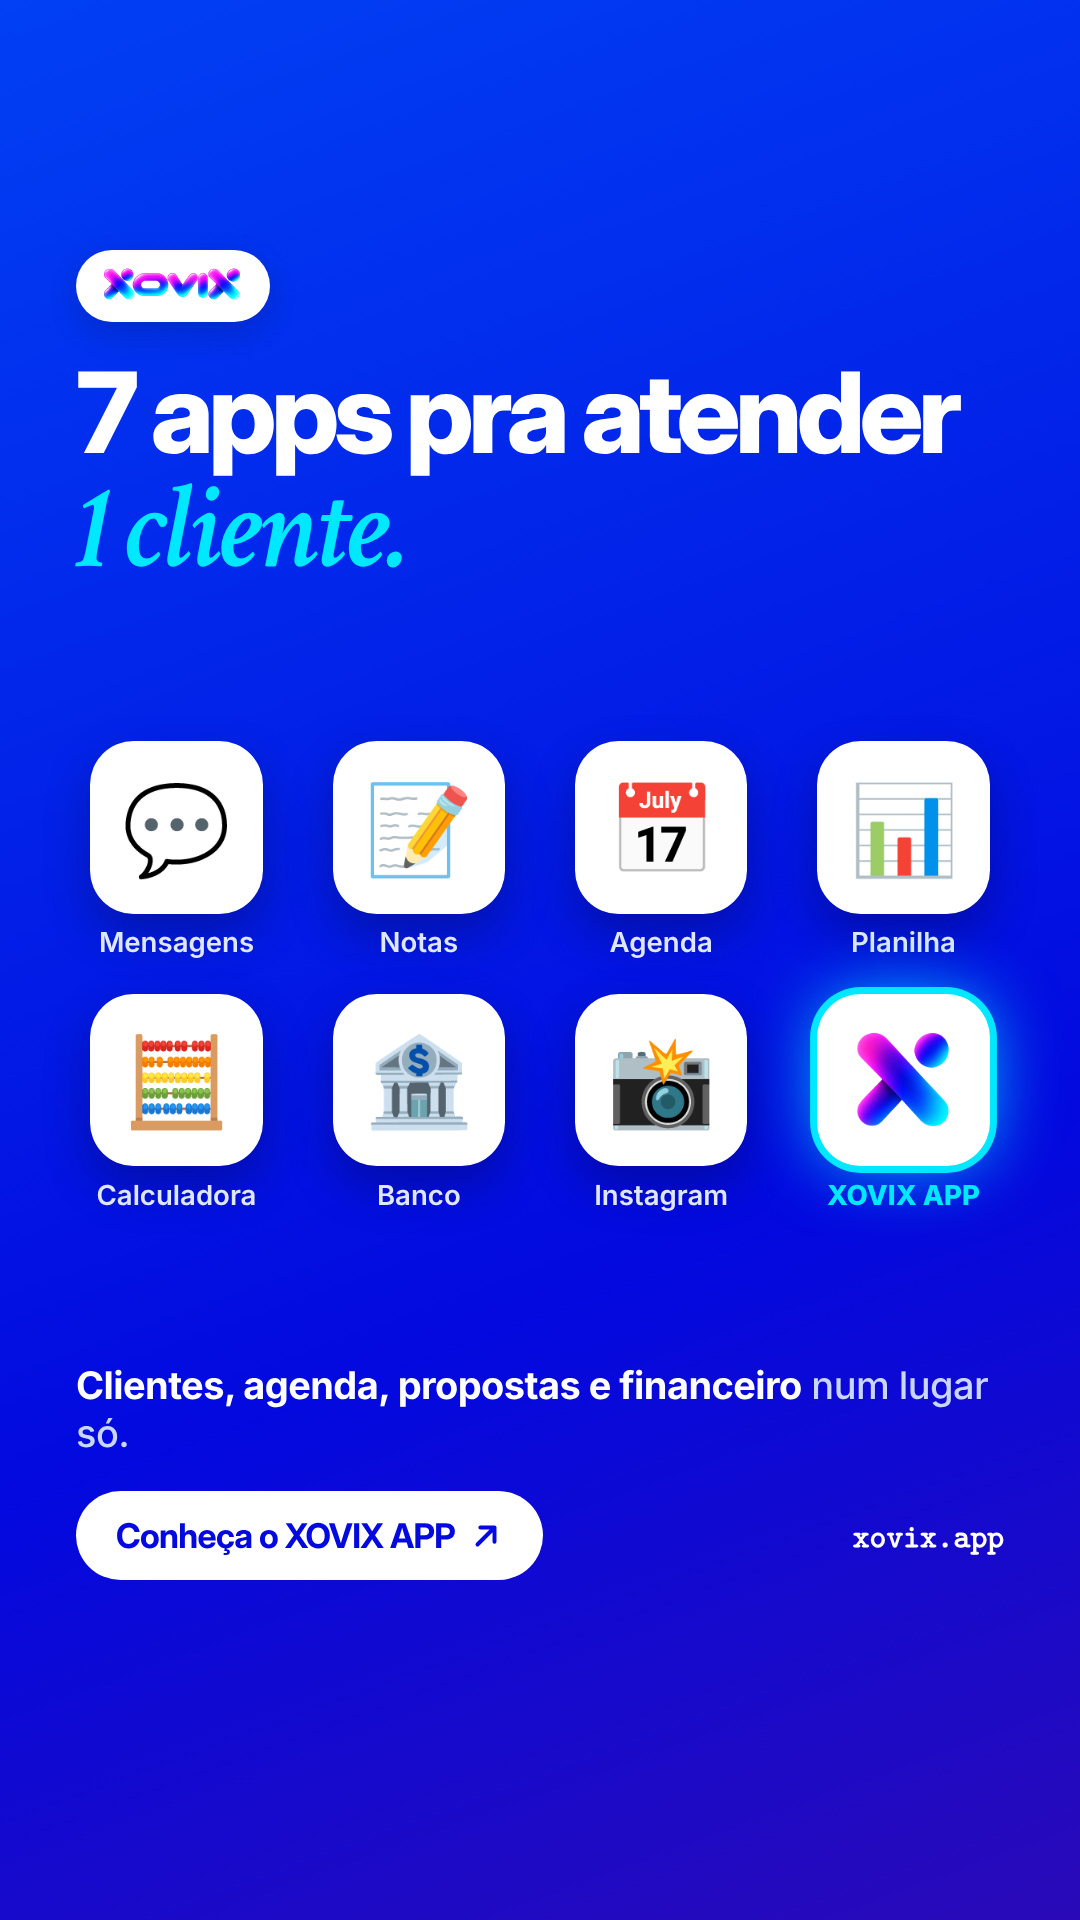 XOVIX
7 apps pra atender
1 cliente.
July
17
Mensagens
Notas
Agenda
Planilha
$
Calculadora
Banco
Instagram
XOVIX APP
Clientes, agenda, propostas e financeiro num lugar
só.
Conheça o XOVIX APP
xovix.app